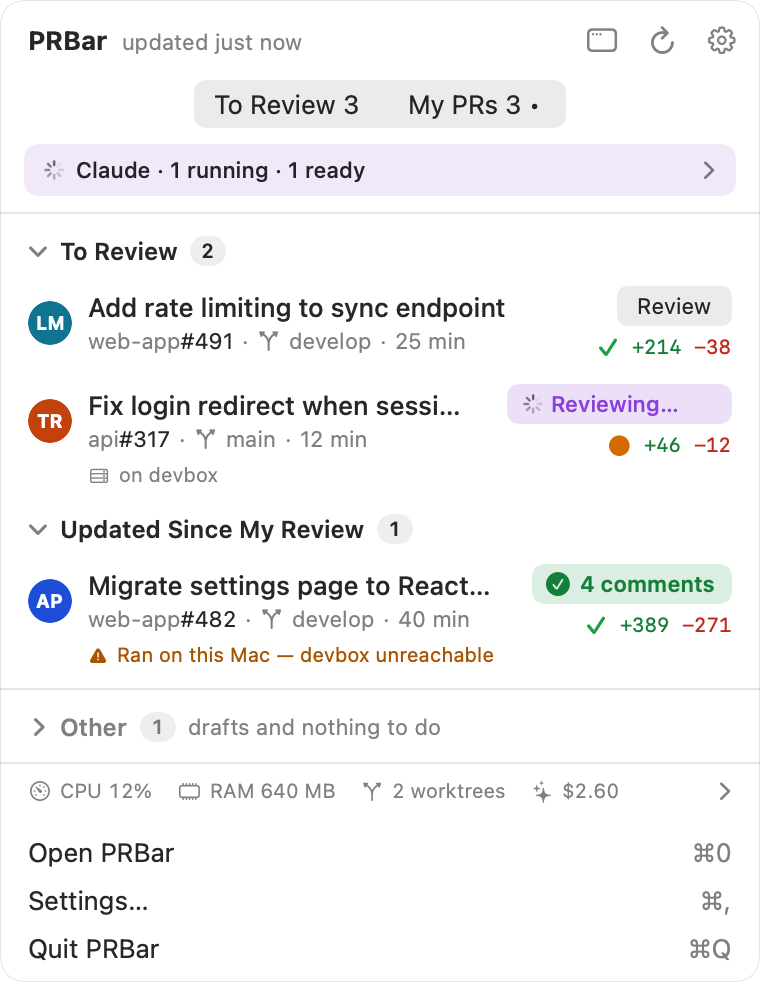 PRBar updated just now
To Review 3 My PRs 3 •
Claude · 1 running · 1 ready
To Review 2
LM Add rate limiting to sync endpoint Review
web-app#491 · develop · 25 min +214 −38
TR Fix login redirect when sessi... Reviewing...
api#317 · main · 12 min +46 −12
on devbox
Updated Since My Review 1
AP Migrate settings page to React... 4 comments
web-app#482 · develop · 40 min +389 −271
Ran on this Mac — devbox unreachable
Other 1 drafts and nothing to do
CPU 12% RAM 640 MB 2 worktrees $2.60
Open PRBar ⌘0
Settings... ⌘,
Quit PRBar ⌘Q